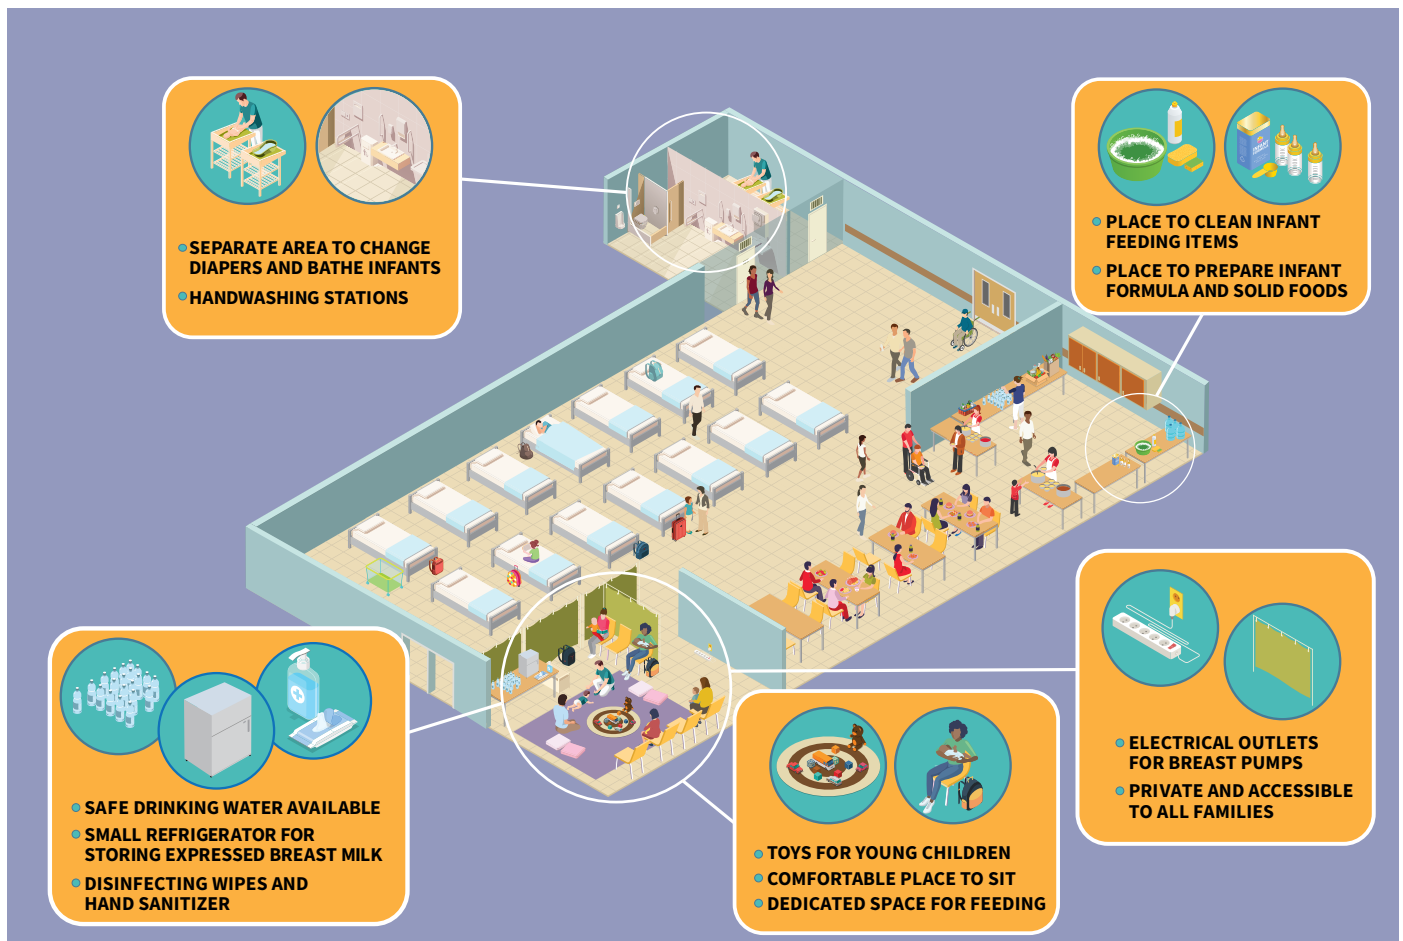 SEPARATE AREA TO CHANGE
DIAPERS AND BATHE INFANTS
HANDWASHING STATIONS
PLACE TO CLEAN INFANT
FEEDING ITEMS
PLACE TO PREPARE INFANT
FORMULA AND SOLID FOODS
SAFE DRINKING WATER AVAILABLE
SMALL REFRIGERATOR FOR
STORING EXPRESSED BREAST MILK
DISINFECTING WIPES AND
HAND SANITIZER
TOYS FOR YOUNG CHILDREN
COMFORTABLE PLACE TO SIT
DEDICATED SPACE FOR FEEDING
ELECTRICAL OUTLETS
FOR BREAST PUMPS
PRIVATE AND ACCESSIBLE
TO ALL FAMILIES